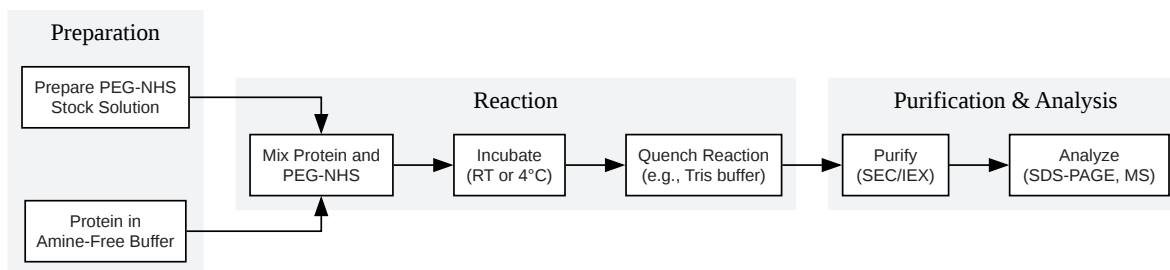 Preparation
Prepare PEG-NHS
Stock Solution
Protein in
Amine-Free Buffer
Reaction
Mix Protein and
PEG-NHS
Incubate
(RT or 4°C)
Quench Reaction
(e.g., Tris buffer)
Purification & Analysis
Purify
(SEC/IEX)
Analyze
(SDS-PAGE, MS)